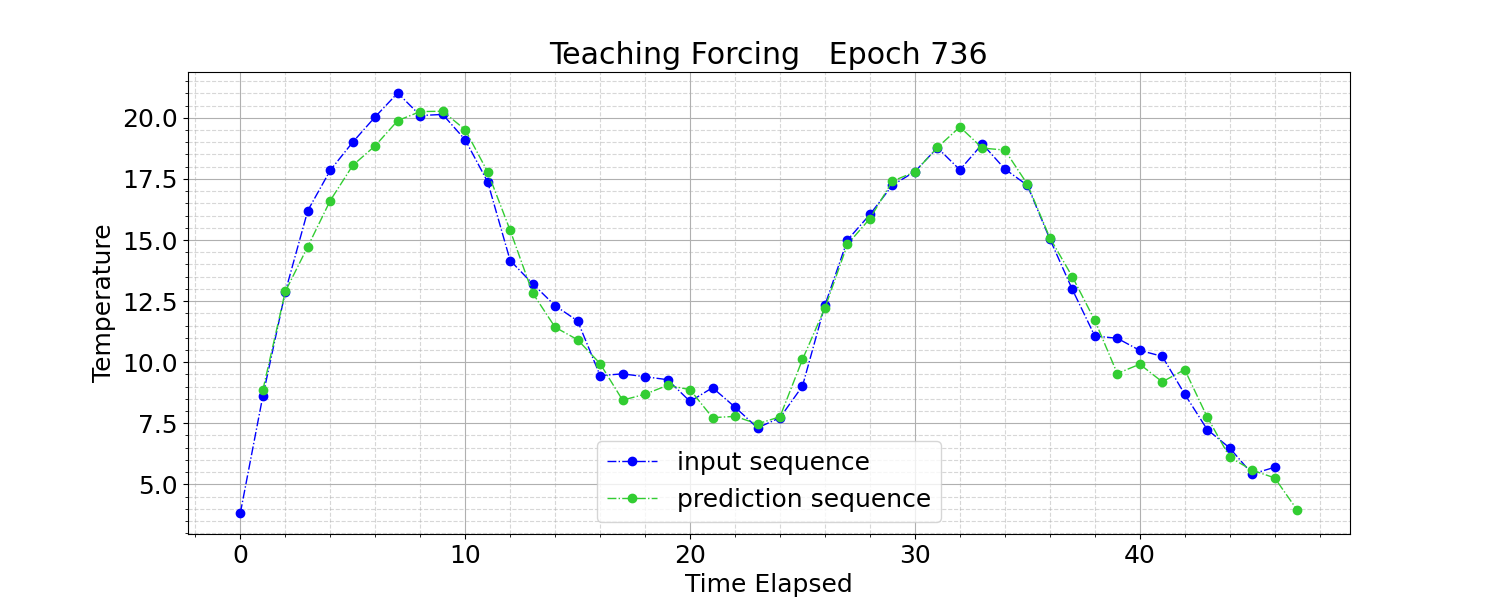 Teaching Forcing   Epoch 736
Temperature
20.0
17.5
15.0
12.5
10.0
7.5
5.0
input sequence
prediction sequence
0 10 20 30 40
Time Elapsed